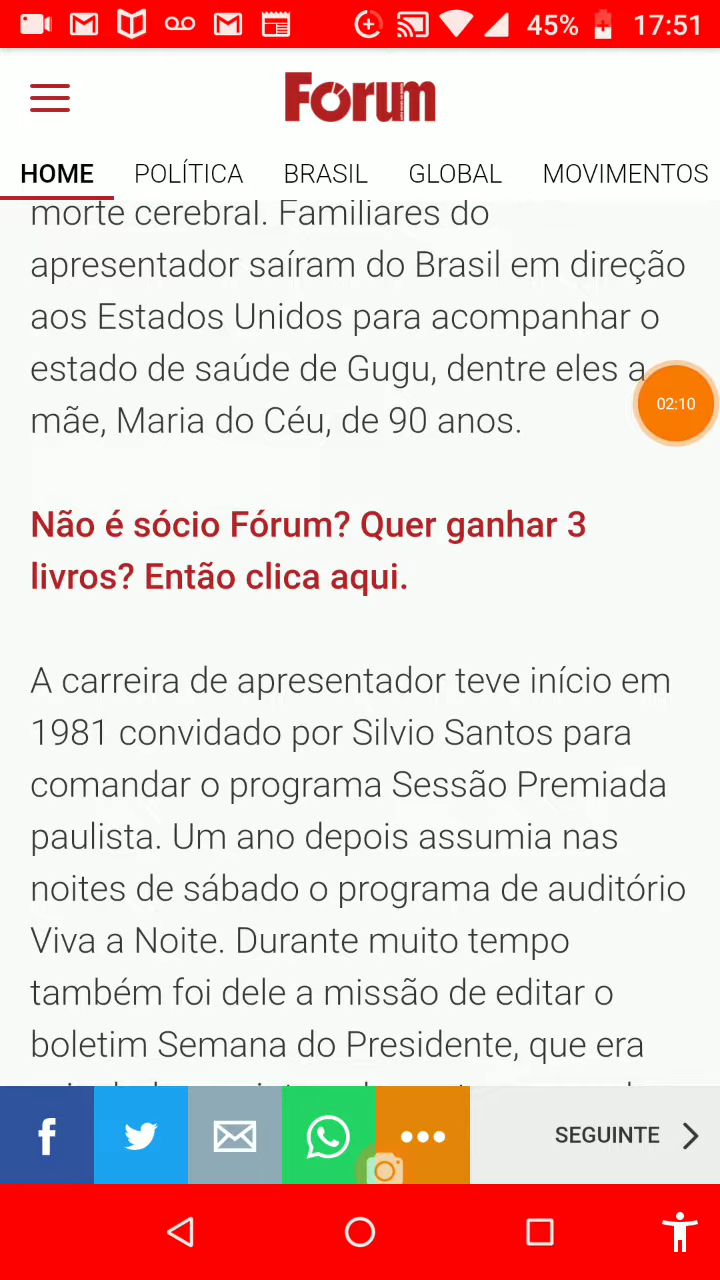 45% 17:51
Fórum
HOME POLÍTICA BRASIL GLOBAL MOVIMENTOS
morte cerebral. Familiares do
apresentador saíram do Brasil em direção
aos Estados Unidos para acompanhar o
estado de saúde de Gugu, dentre eles a
02:10
mãe, Maria do Céu, de 90 anos.
Não é sócio Fórum? Quer ganhar 3
livros? Então clica aqui.
A carreira de apresentador teve início em
1981 convidado por Silvio Santos para
comandar o programa Sessão Premiada
paulista. Um ano depois assumia nas
noites de sábado o programa de auditório
Viva a Noite. Durante muito tempo
também foi dele a missão de editar o
boletim Semana do Presidente, que era
SEGUINTE